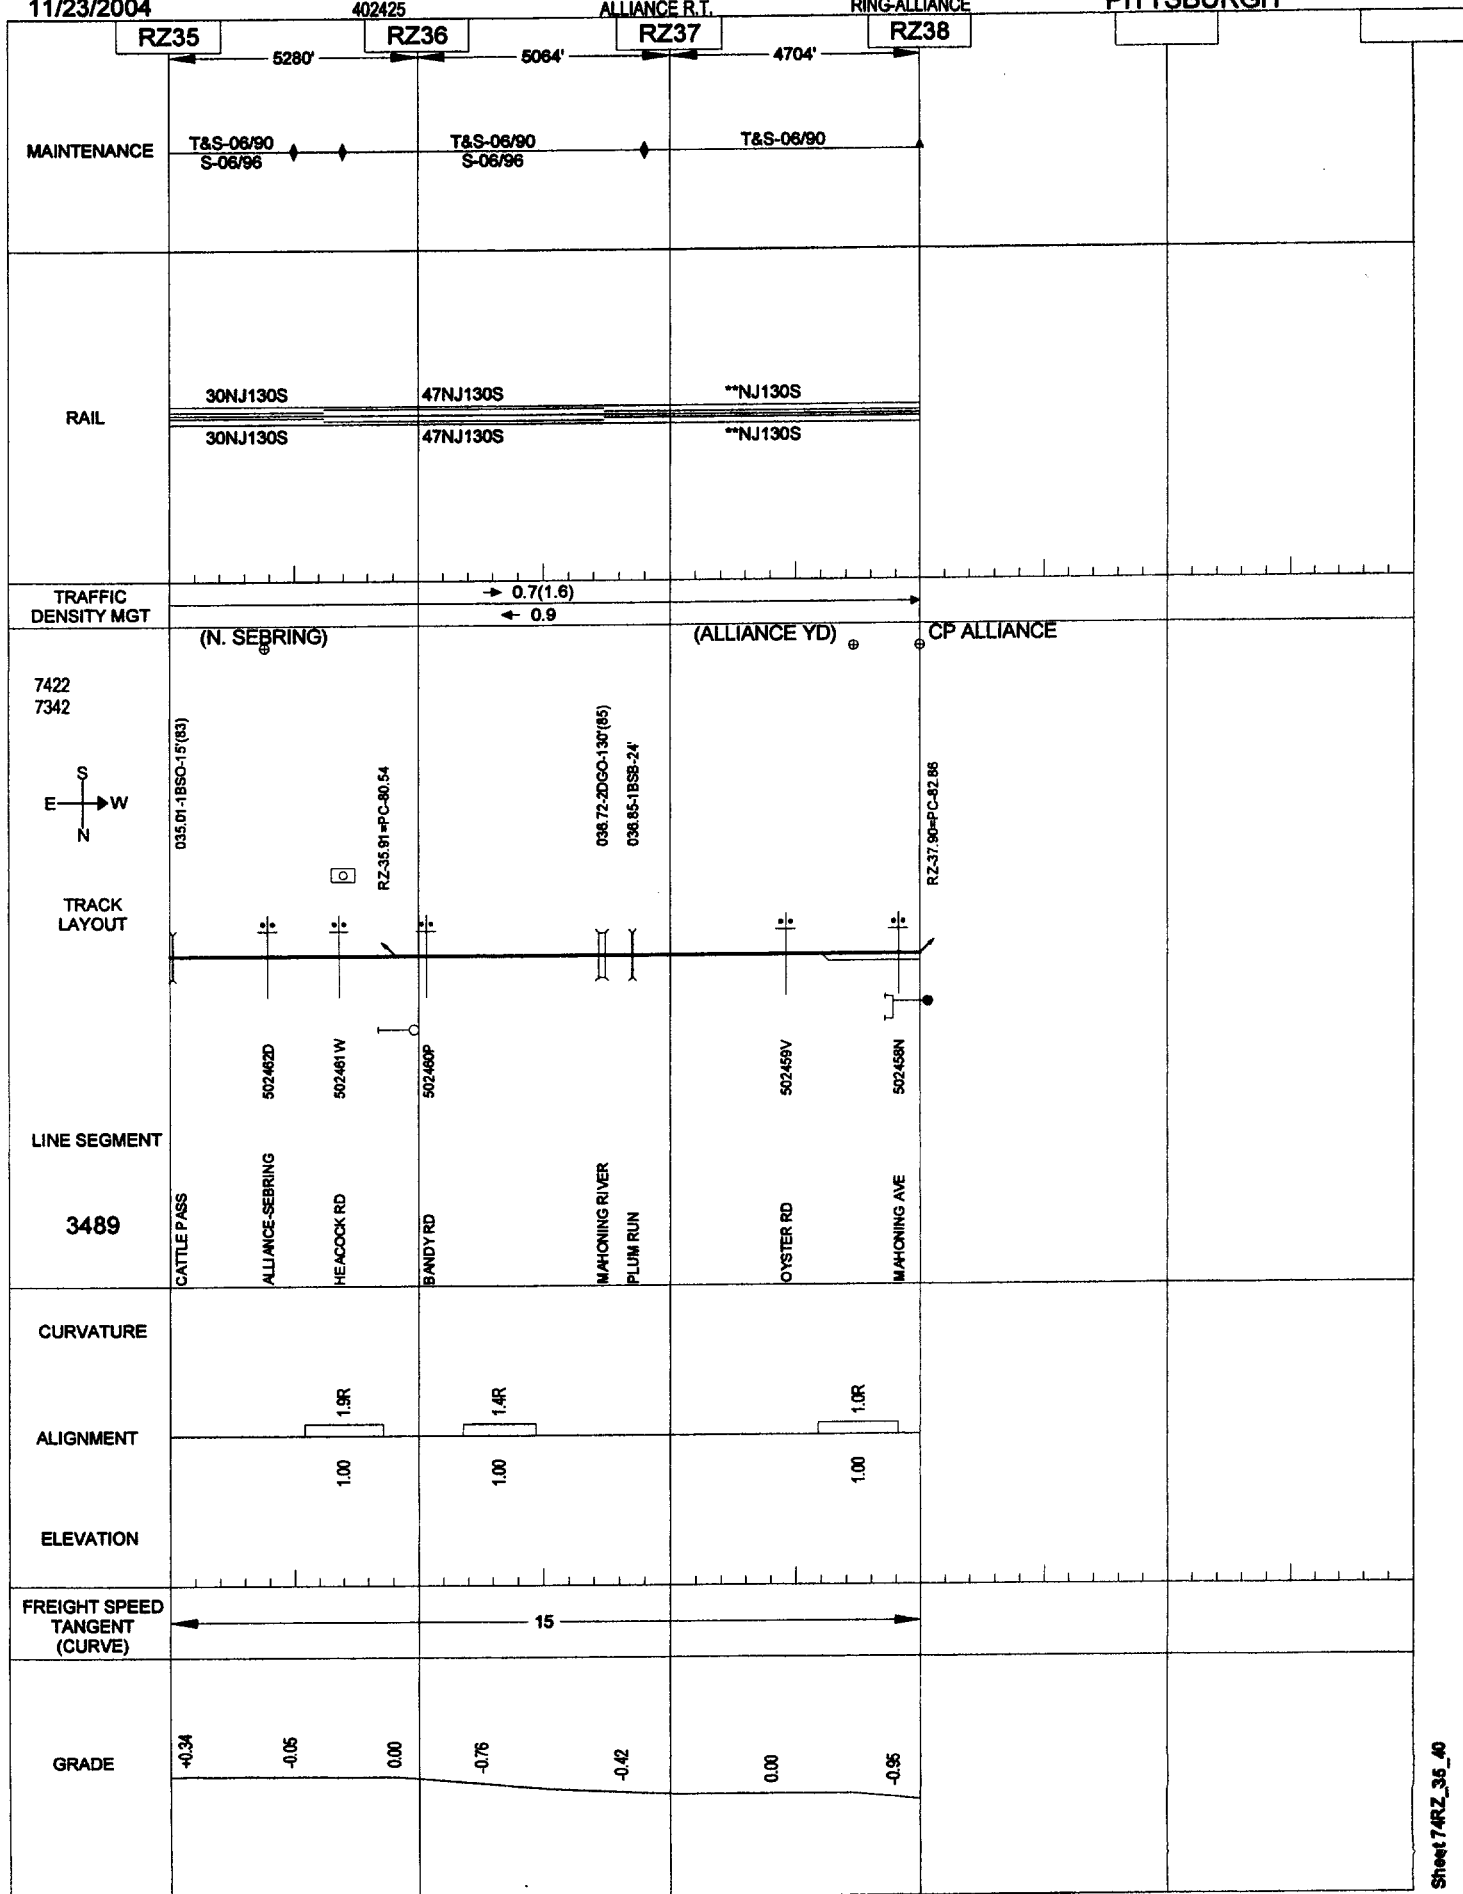 11/23/2004
402425
ALLIANCE R.T.
RING-ALLIANCE
PITTSBURGH
RZ35
RZ36
RZ37
RZ38
5280'
5064'
4704'
MAINTENANCE
T&S-06/90
S-06/96
T&S-06/90
S-06/96
T&S-06/90
RAIL
30NJ130S
47NJ130S
**NJ130S
30NJ130S
47NJ130S
**NJ130S
TRAFFIC
DENSITY MGT
→ 0.7(1.6)
← 0.9
(N. SEBRING)
(ALLIANCE YD)
CP ALLIANCE
7422
7342
S
E
W
N
035.01-1BSO-15'(83)
RZ-35.91=PC-80.54
036.72-2DGO-130'(85)
036.85-1BSB-24'
RZ-37.90=PC-82.86
TRACK
LAYOUT
502462D
502461W
502460P
502459V
502458N
LINE SEGMENT
3489
CATTLE PASS
ALLIANCE-SEBRING
HEACOCK RD
BANDY RD
MAHONING RIVER
PLUM RUN
OYSTER RD
MAHONING AVE
CURVATURE
1.9R
1.4R
1.0R
ALIGNMENT
1.00
1.00
1.00
ELEVATION
FREIGHT SPEED
TANGENT
(CURVE)
15
GRADE
+0.34
-0.05
0.00
-0.76
-0.42
0.00
-0.95
Sheet 74RZ_35_40